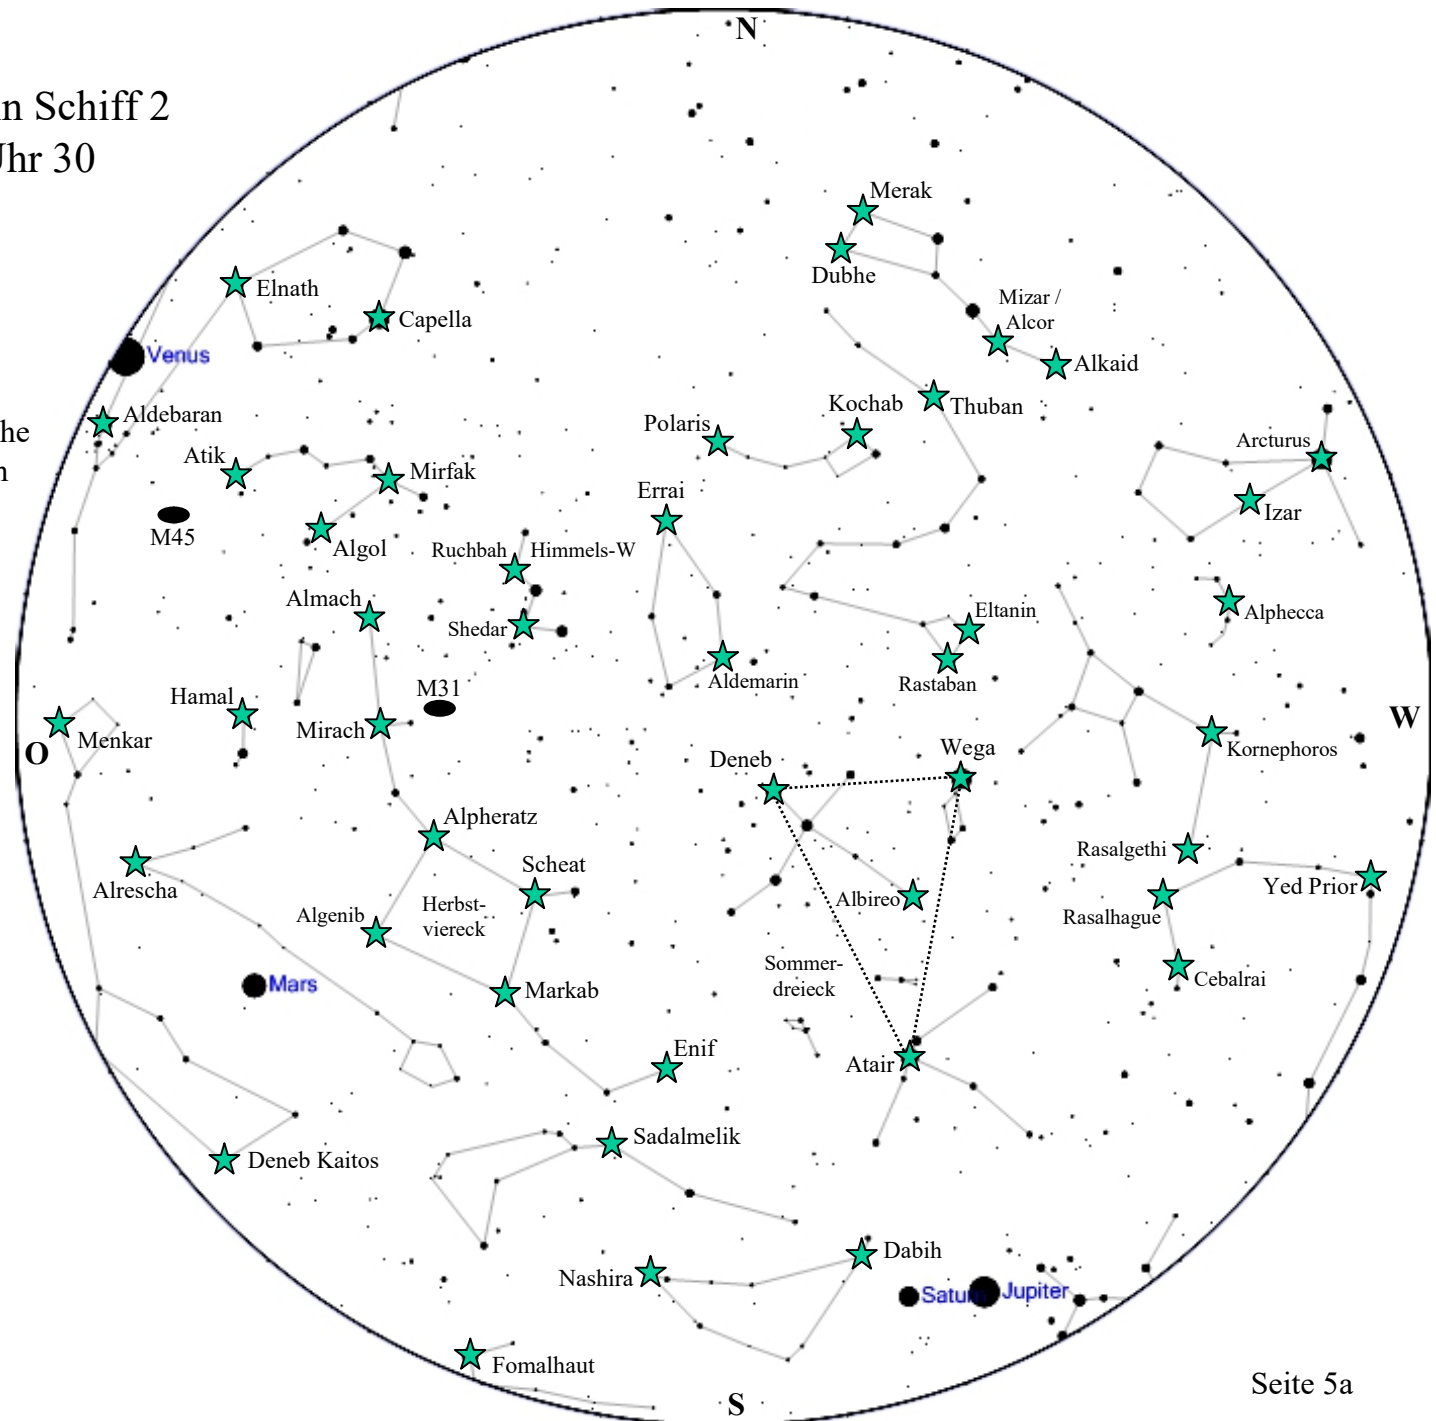 N
n Schiff 2
Uhr 30
Merak
Dubhe
Elnath
Mizar /
Alcor
Capella
Venus
Alkaid
Aldebaran
Kochab
Thuban
Polaris
he
n
Arcturus
Atik
Mirfak
Errai
Izar
M45
Algol
Ruchbah
Himmels-W
Almach
Eltanin
Alphecca
Shedar
Aldemarin
Rastaban
Hamal
M31
Mirach
W
Menkar
O
Kornephoros
Deneb
Wega
Alpheratz
Rasalgethi
Scheat
Alrescha
Yed Prior
Albireo
Algenib
Herbst-
viereck
Rasalhague
Sommer-
dreieck
Cebalrai
Mars
Markab
Enif
Atair
Sadalmelik
Deneb Kaitos
Dabih
Nashira
Saturn
Jupiter
Fomalhaut
Seite 5a
S